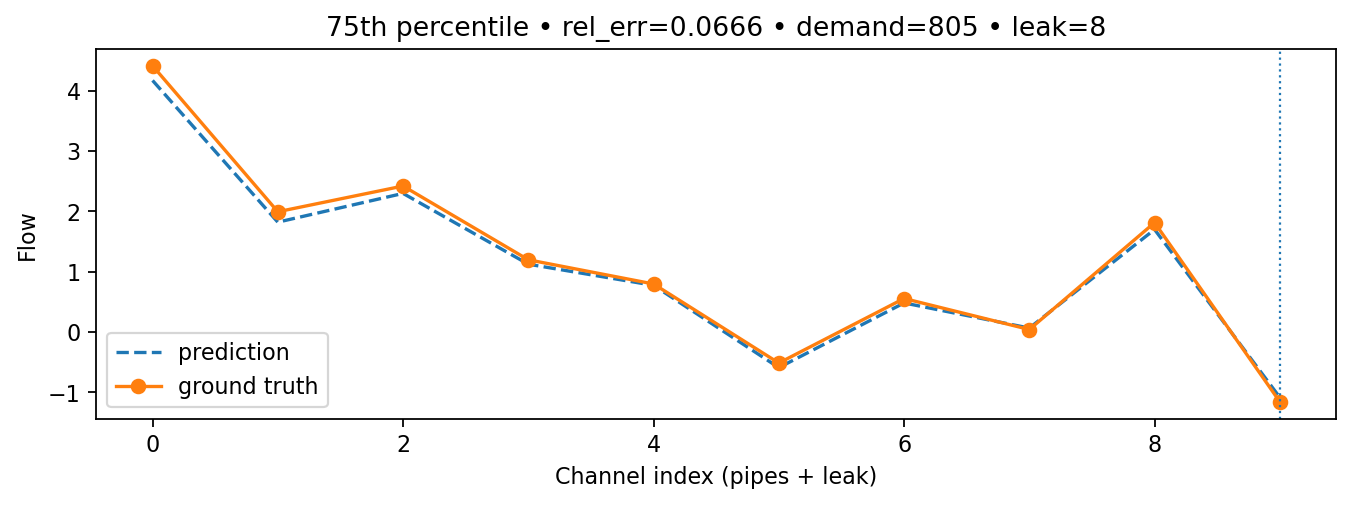 75th percentile • rel_err=0.0666 • demand=805 • leak=8
Flow
4
3
2
1
0
−1
prediction
ground truth
0
2
4
6
8
Channel index (pipes + leak)